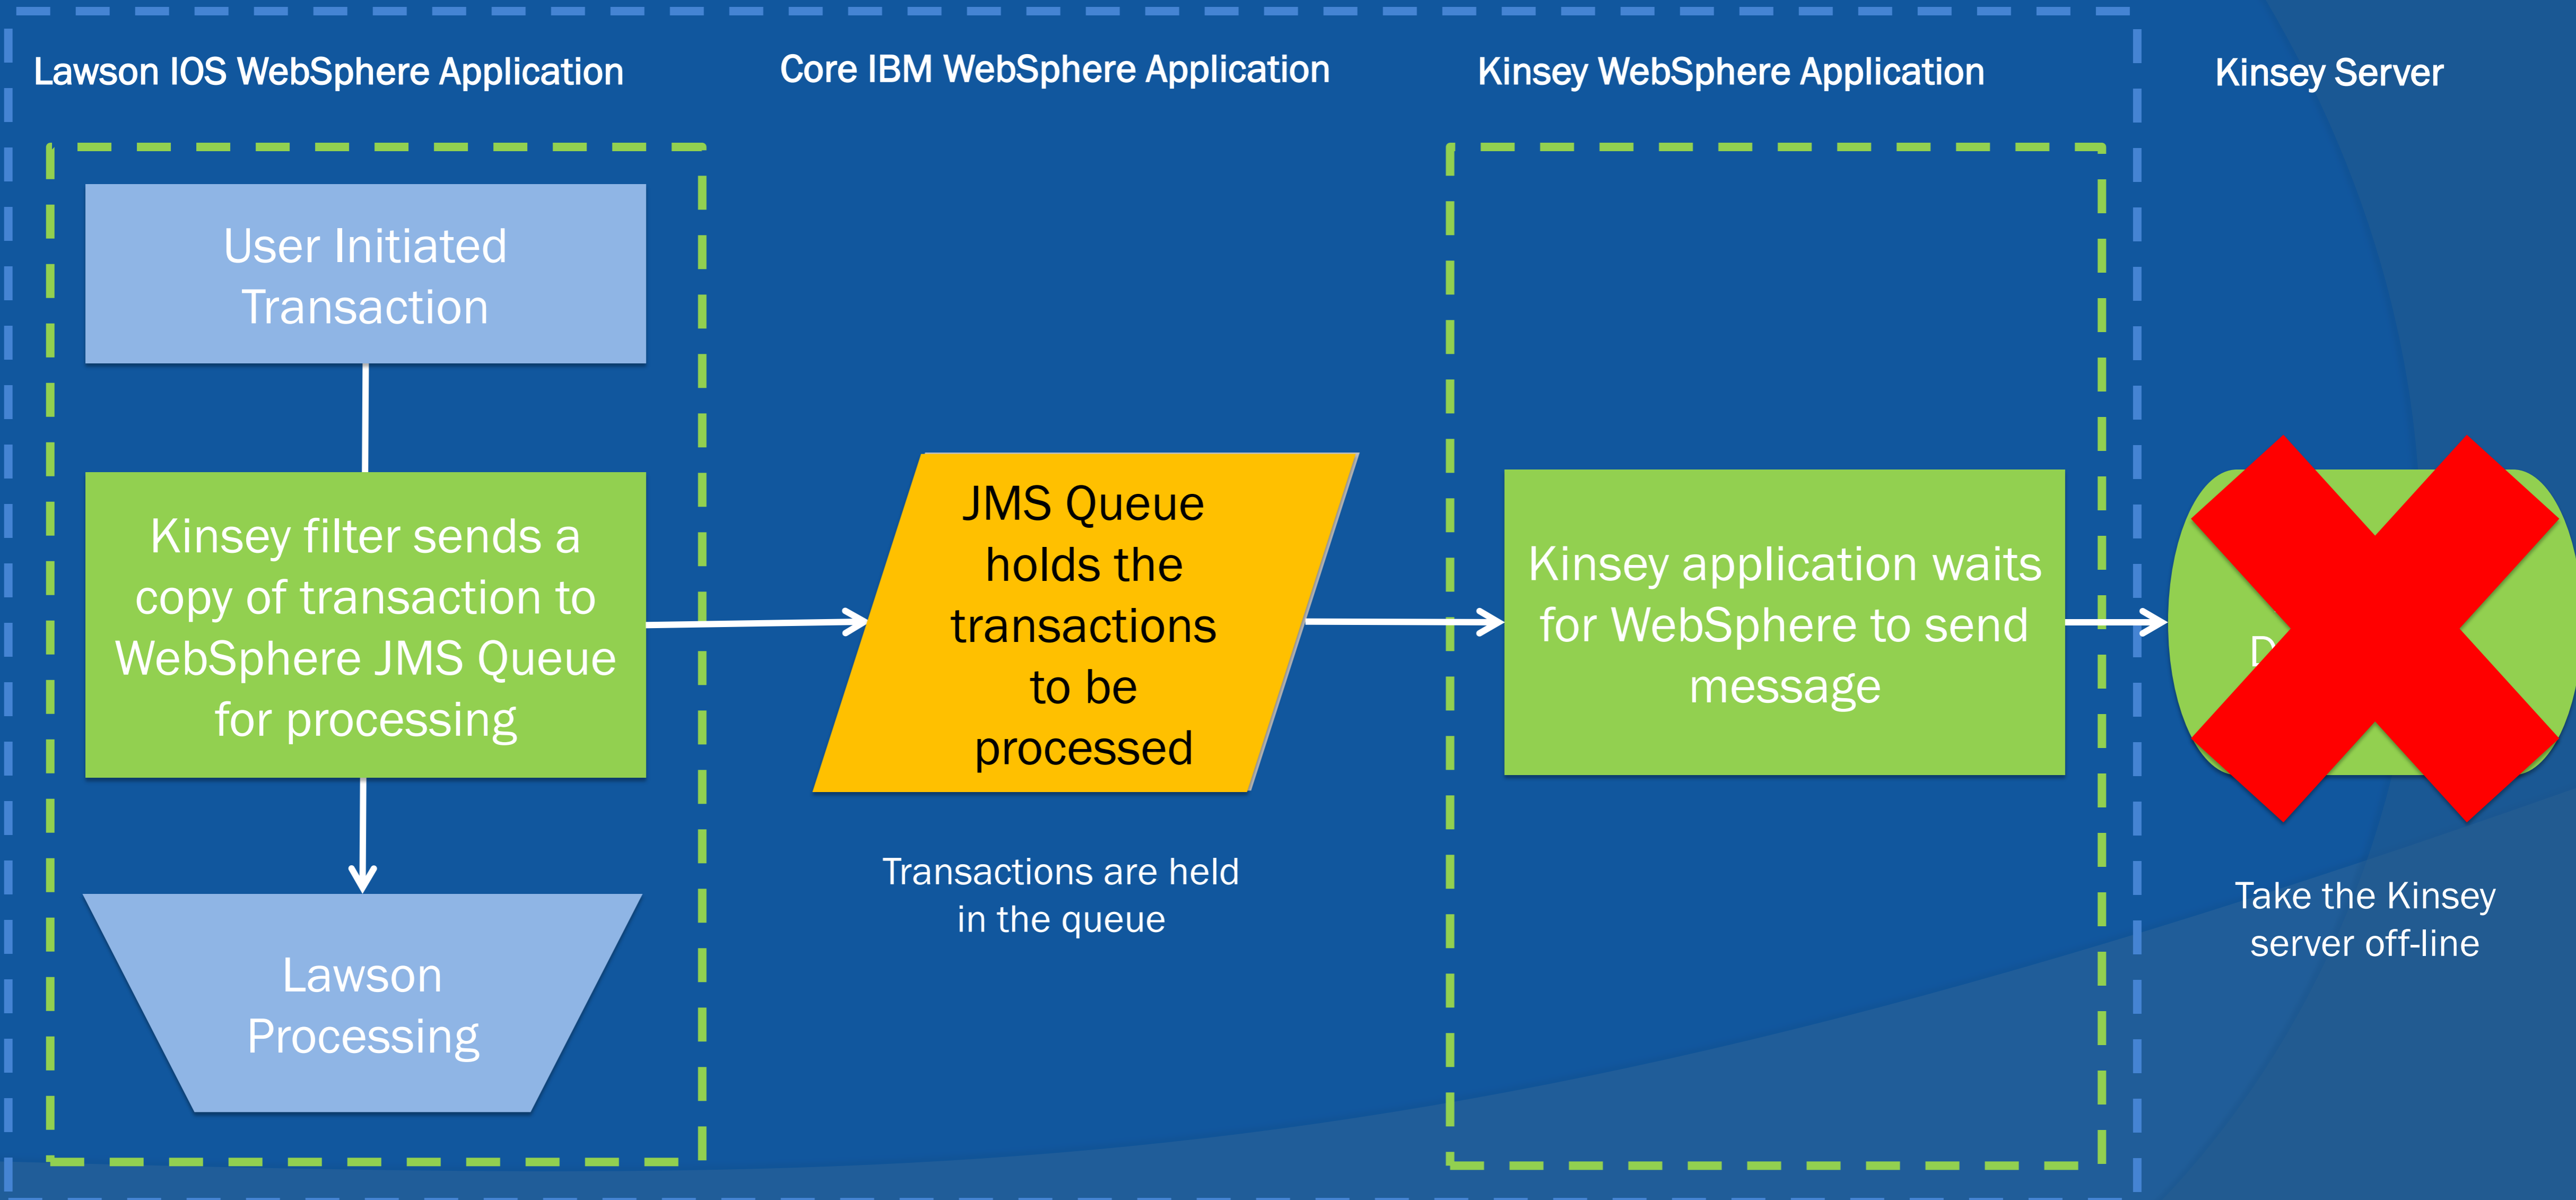 Lawson IOS WebSphere Application
Core IBM WebSphere Application
Kinsey WebSphere Application
Kinsey Server
User Initiated
Transaction
Kinsey filter sends a
copy of transaction to
WebSphere JMS Queue
for processing
Lawson
Processing
JMS Queue
holds the
transactions
to be
processed
Transactions are held
in the queue
Kinsey application waits
for WebSphere to send
message
Take the Kinsey
server off-line